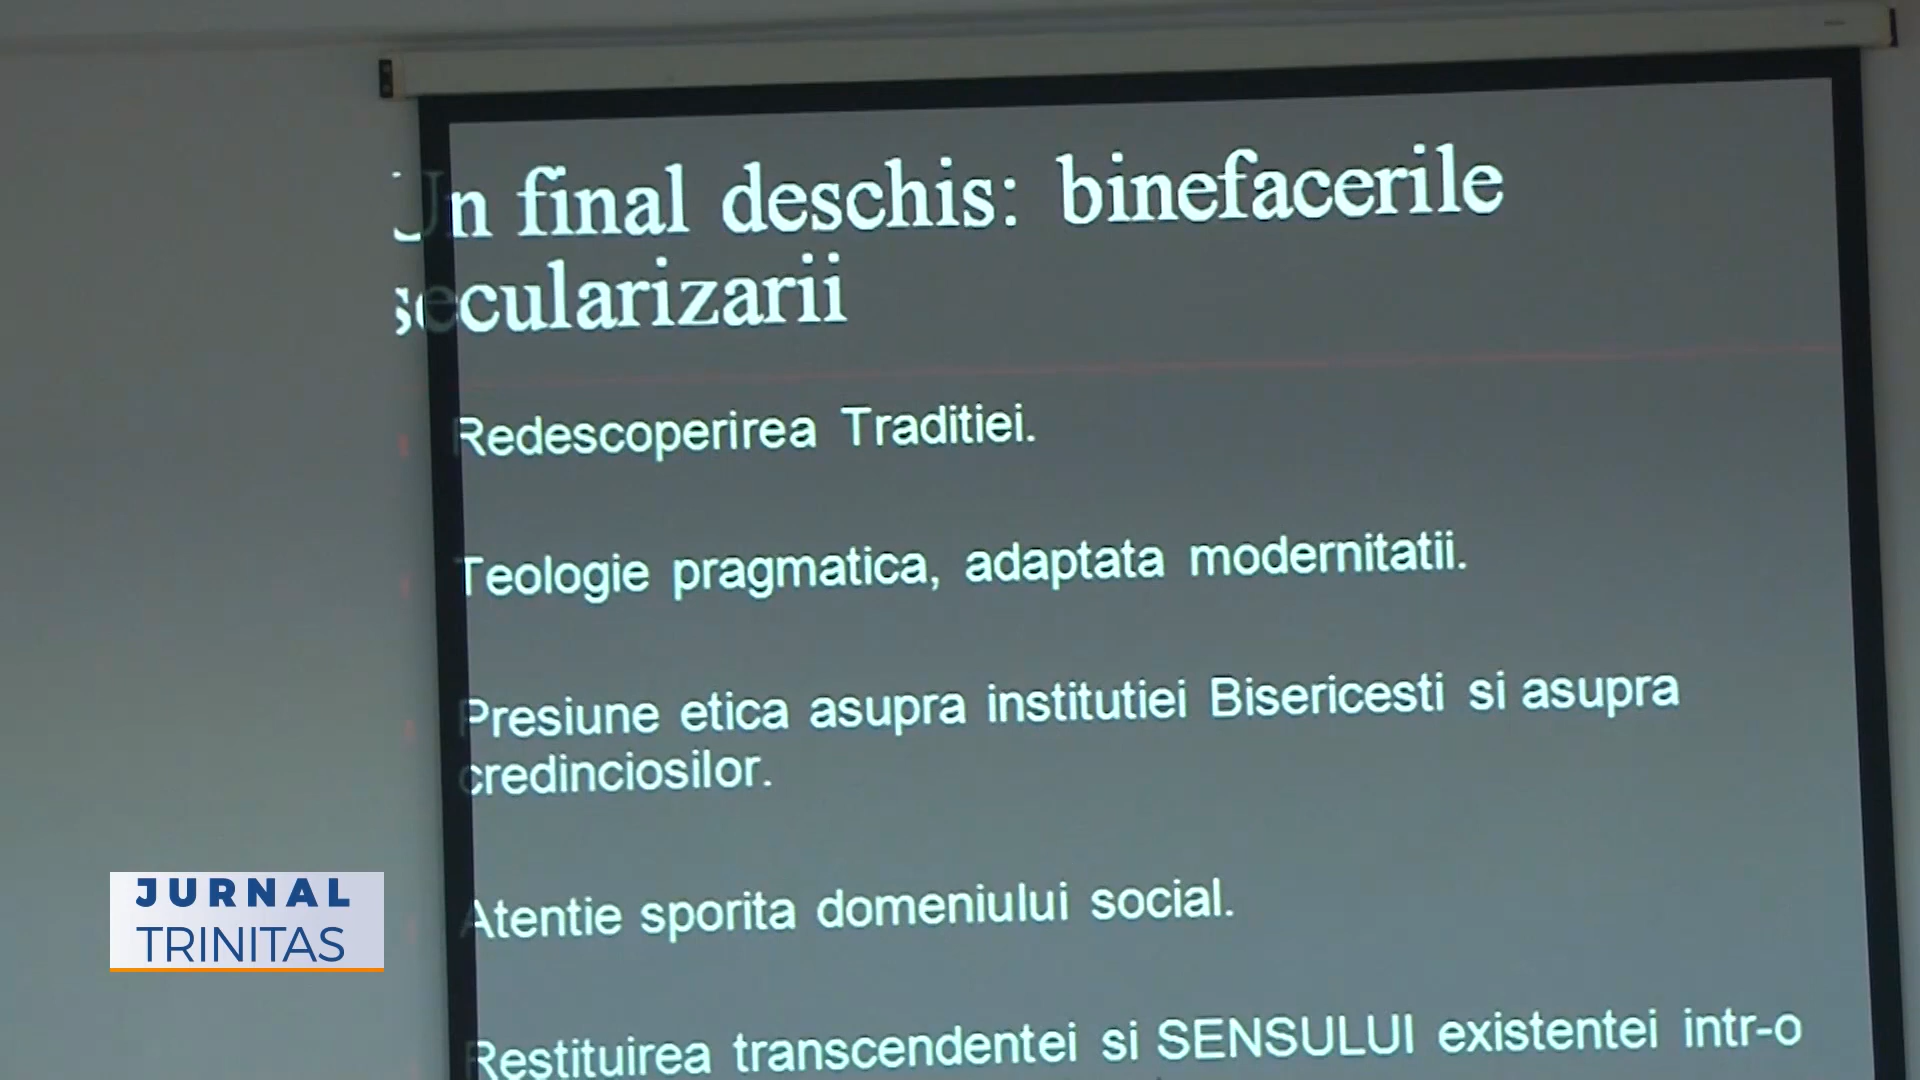 Un final deschis: binefacerile
secularizarii
Redescoperirea Traditiei.
Teologie pragmatica, adaptata modernitatii.
Presiune etica asupra institutiei Bisericesti si asupra
credinciosilor.
Atentie sporita domeniului social.
Restituirea transcendentei si SENSULUI existentei intr-o
JURNAL
TRINITAS